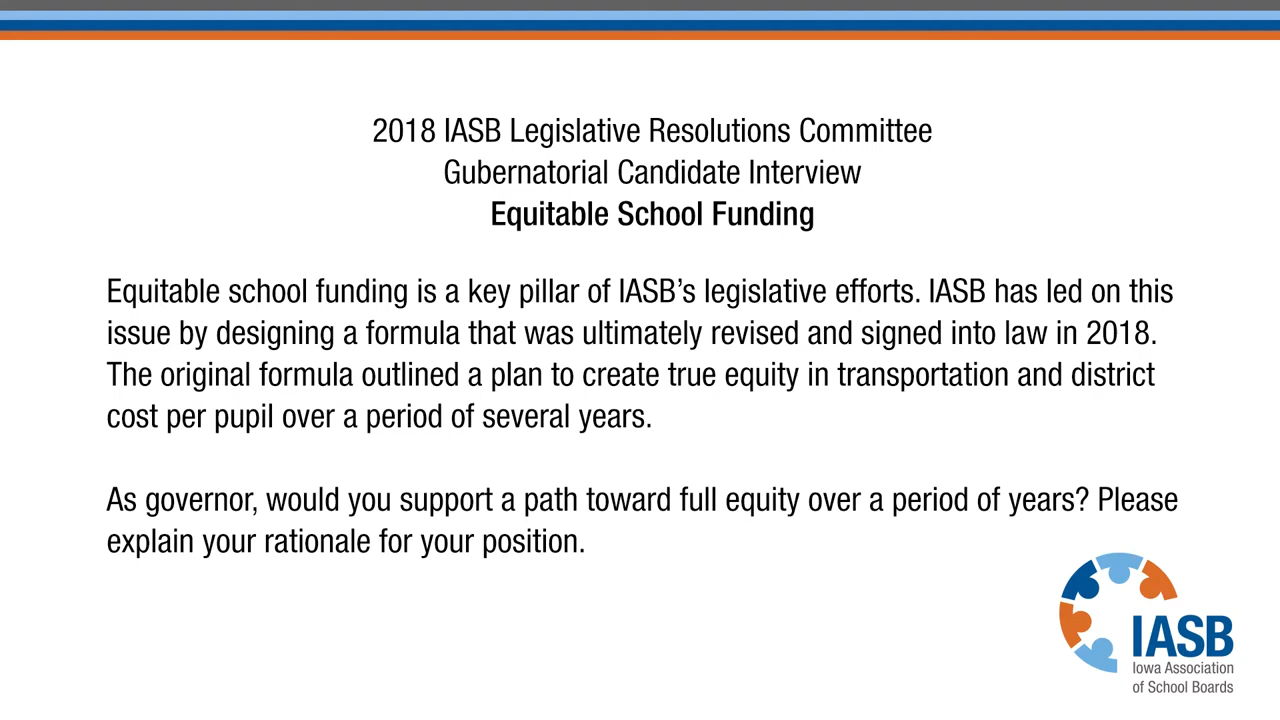 2018 IASB Legislative Resolutions Committee
Gubernatorial Candidate Interview
Equitable School Funding
Equitable school funding is a key pillar of IASB’s legislative efforts. IASB has led on this
issue by designing a formula that was ultimately revised and signed into law in 2018.
The original formula outlined a plan to create true equity in transportation and district
cost per pupil over a period of several years.
As governor, would you support a path toward full equity over a period of years? Please
explain your rationale for your position.
IASB
Iowa Association
of School Boards